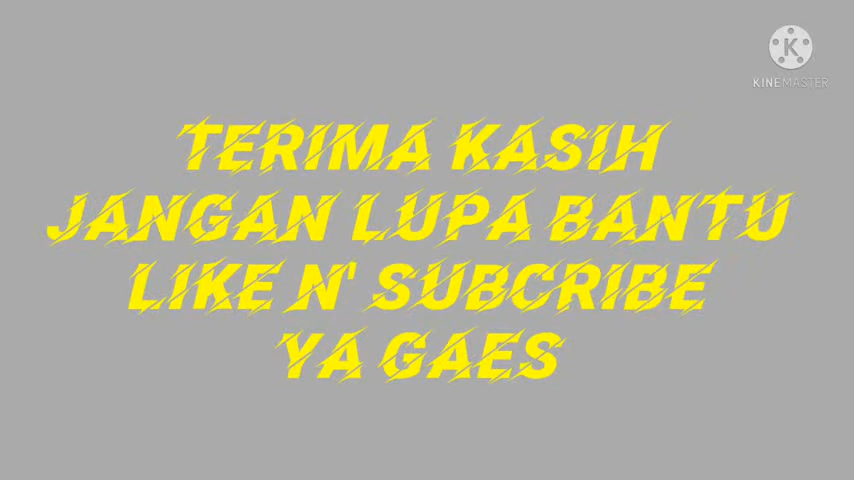 K
KINEMASTER
TERIMA KASIH
JANGAN LUPA BANTU
LIKE N' SUBCRIBE
YA GAES